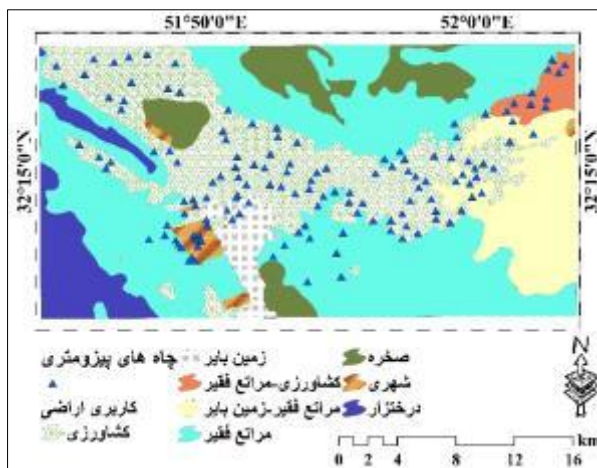 51°50'0"E 52°0'0"E
32°15'0"N
32°15'0"N
چاه های پیزومتری
کاربری اراضی
کشاورزی
زمین بایر
کشاورزی-مراتع فقیر
مراتع فقیر-زمین بایر
مراتع فقیر
صخره
شهری
درختزار
N
km
0 2 4 8 12 16